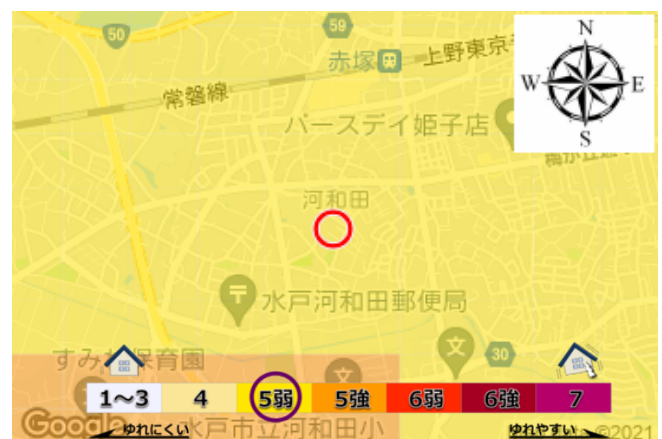 50
59
赤塚
上野東京
常磐線
N
W
E
S
バースデイ姫子店
河和田
水戸河和田郵便局
30
文
文
文
保育園
1〜3
4
5弱
5強
6弱
6強
7
ゆれにくい
ゆれやすい
Google
水戸市立河和田小
©2021